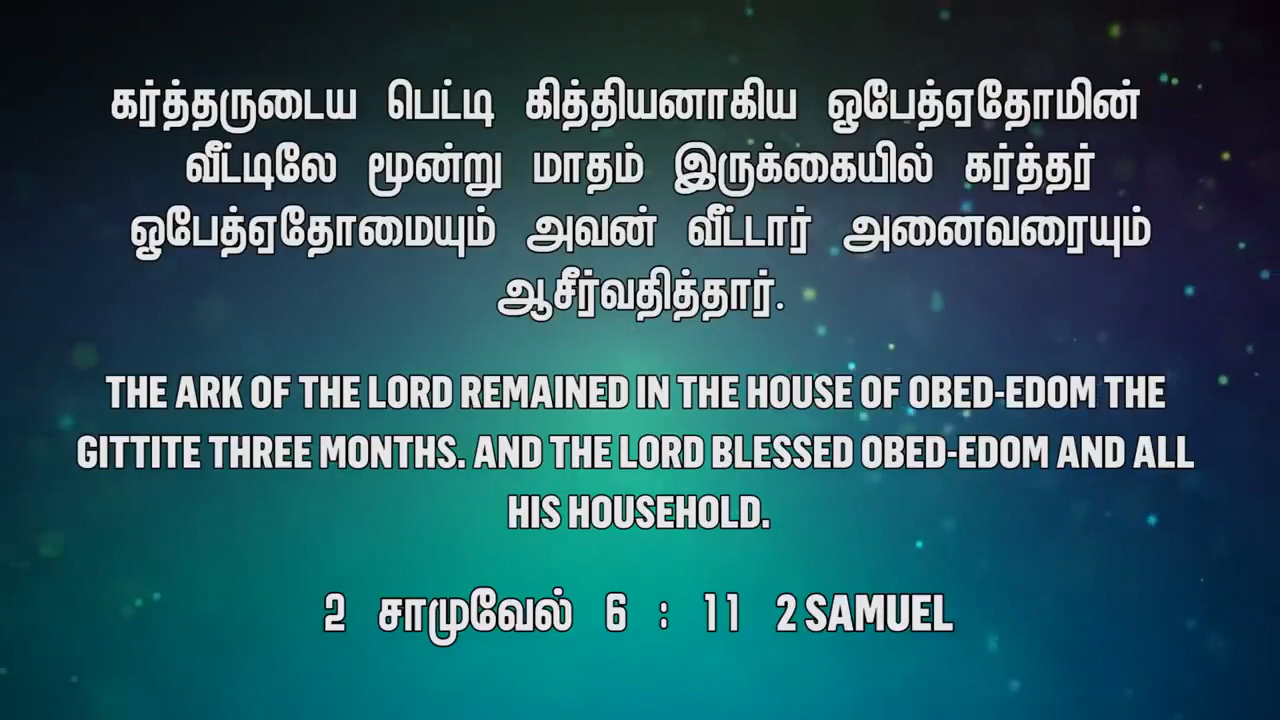 கர்த்தருடைய பெட்டி கித்தியனாகிய ஓபேத்ஏதோமின்
வீட்டிலே மூன்று மாதம் இருக்கையில் கர்த்தர்
ஓபேத்ஏதோமையும் அவன் வீட்டார் அனைவரையும்
ஆசீர்வதித்தார்.
THE ARK OF THE LORD REMAINED IN THE HOUSE OF OBED-EDOM THE
GITTITE THREE MONTHS. AND THE LORD BLESSED OBED-EDOM AND ALL
HIS HOUSEHOLD.
2 சாமுவேல் 6 : 11 2 SAMUEL